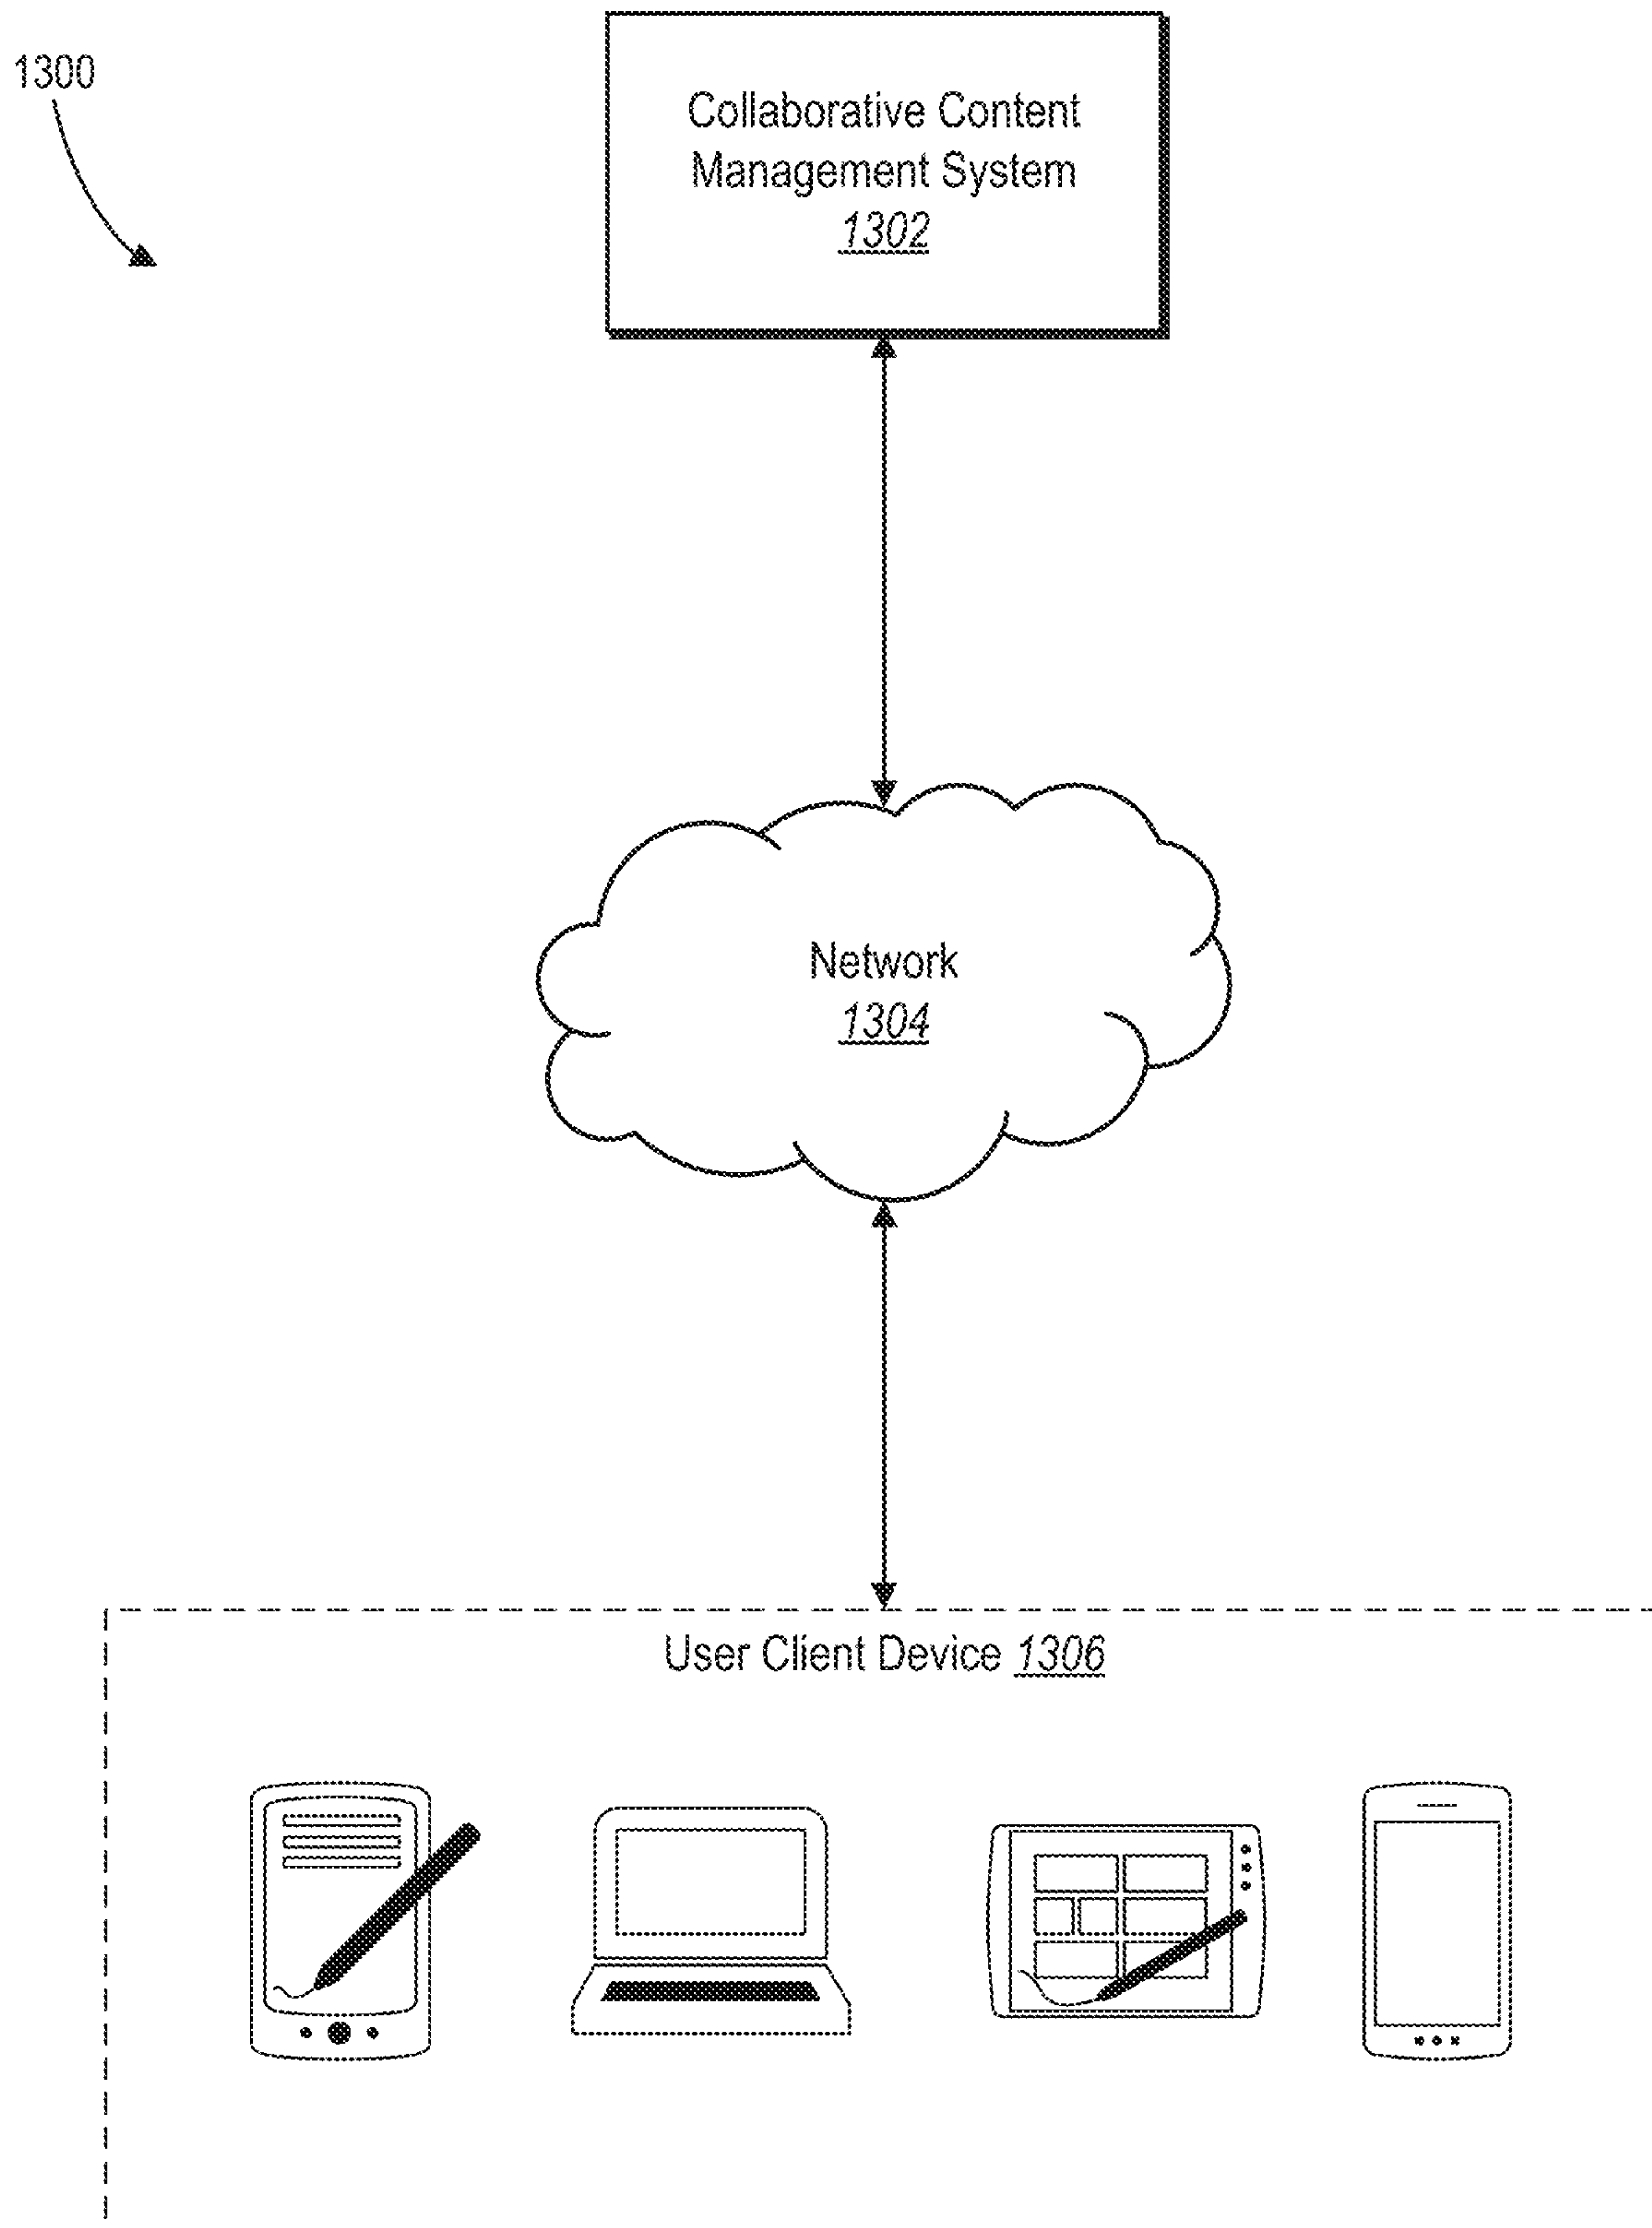 1300
Collaborative Content
Management System
1302
Network
1304
User Client Device 1306